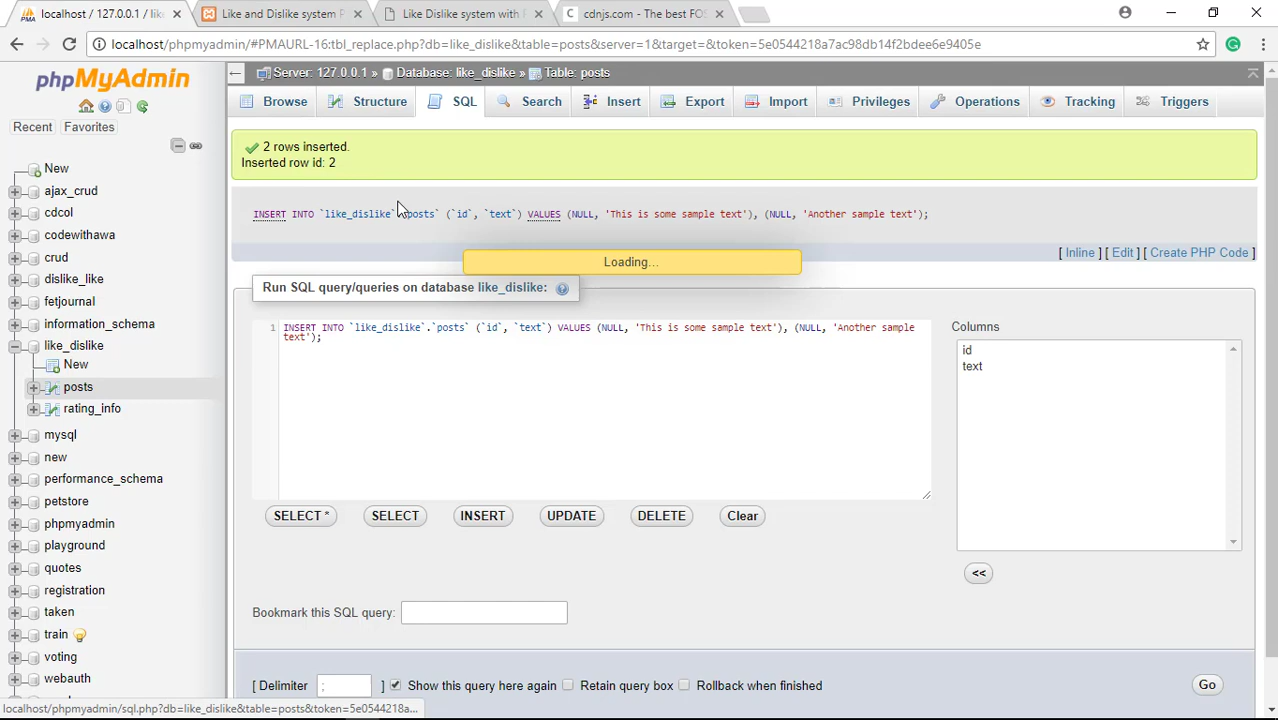 localhost / 127.0.0.1 / like
Like and Dislike system P
Like Dislike system with P
cdnjs.com - The best FOS
localhost/phpmyadmin/#PMAURL-16:tbl_replace.php?db=like_dislike&table=posts&server=1&target=&token=5e0544218a7ac98db14f2bdee6e9405e
phpMyAdmin
Server: 127.0.0.1 » Database: like_dislike » Table: posts
Browse Structure SQL Search Insert Export Import Privileges Operations Tracking Triggers
Recent Favorites
New
ajax_crud
cdcol
codewithawa
crud
dislike_like
fetjournal
information_schema
like_dislike
New
posts
rating_info
mysql
new
performance_schema
petstore
phpmyadmin
playground
quotes
registration
taken
train
voting
webauth
2 rows inserted.
Inserted row id: 2
INSERT INTO `like_dislike`.`posts` (`id`, `text`) VALUES (NULL, 'This is some sample text'), (NULL, 'Another sample text');
[ Inline ] [ Edit ] [ Create PHP Code ]
Loading...
Run SQL query/queries on database like_dislike:
1 INSERT INTO `like_dislike`.`posts` (`id`, `text`) VALUES (NULL, 'This is some sample text'), (NULL, 'Another sample
text');
Columns
id
text
SELECT * SELECT INSERT UPDATE DELETE Clear
<<
Bookmark this SQL query:
[ Delimiter ; ] Show this query here again Retain query box Rollback when finished
Go
localhost/phpmyadmin/sql.php?db=like_dislike&table=posts&token=5e0544218a...